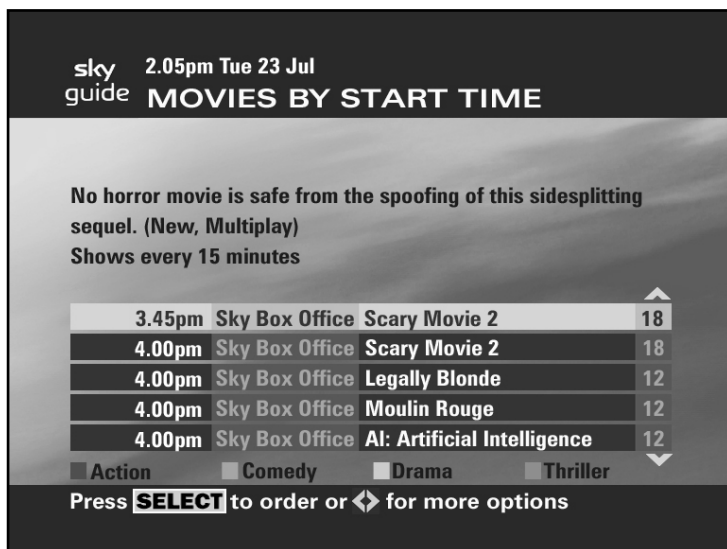 sky guide 2.05pm Tue 23 Jul
MOVIES BY START TIME
No horror movie is safe from the spoofing of this sidesplitting
sequel. (New, Multiplay)
Shows every 15 minutes
3.45pm Sky Box Office Scary Movie 2 18
4.00pm Sky Box Office Scary Movie 2 18
4.00pm Sky Box Office Legally Blonde 12
4.00pm Sky Box Office Moulin Rouge 12
4.00pm Sky Box Office AI: Artificial Intelligence 12
Action Comedy Drama Thriller
Press SELECT to order or for more options